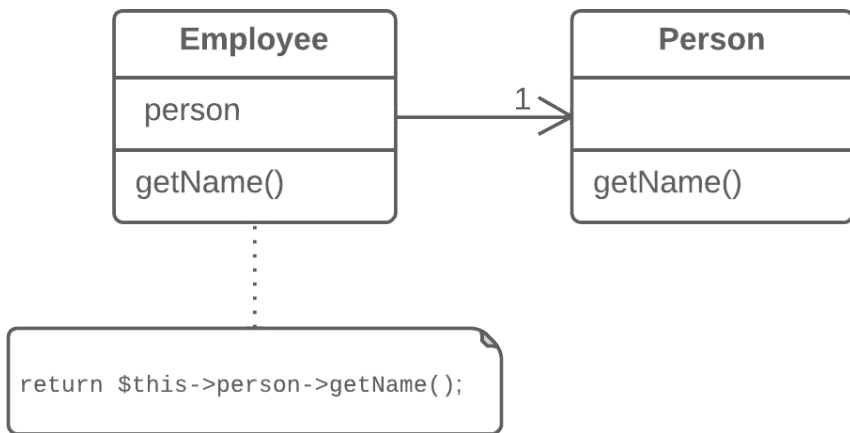 Employee
person
getName()
1
Person
getName()
return $this->person->getName();